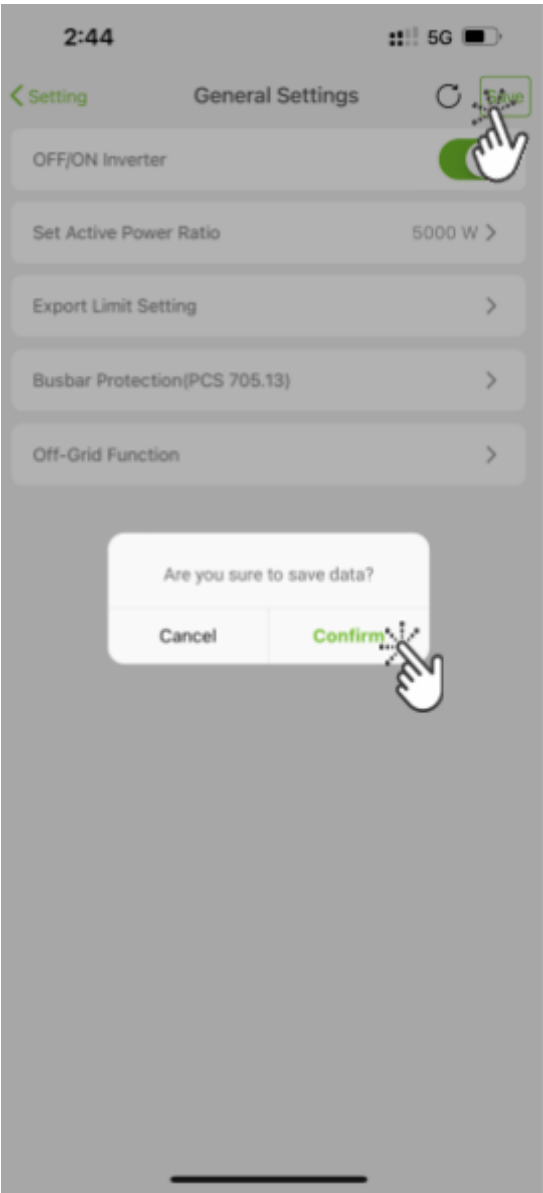 2:44 5G
Setting General Settings Save
OFF/ON Inverter
Set Active Power Ratio 5000 W
Export Limit Setting
Busbar Protection(PCS 705.13)
Off-Grid Function
Are you sure to save data?
Cancel Confirm